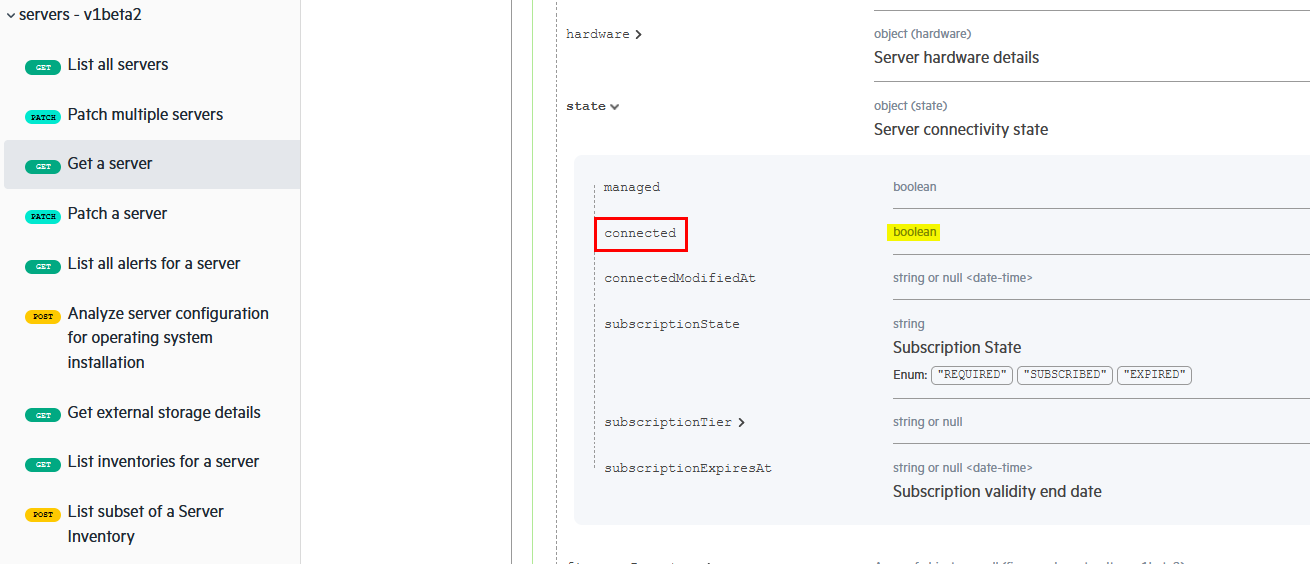 servers - v1beta2
GET List all servers
PATCH Patch multiple servers
GET Get a server
PATCH Patch a server
GET List all alerts for a server
POST Analyze server configuration
for operating system
installation
GET Get external storage details
GET List inventories for a server
POST List subset of a Server
Inventory
hardware object (hardware)
Server hardware details
state object (state)
Server connectivity state
managed boolean
connected boolean
connectedModifiedAt string or null <date-time>
subscriptionState string
Subscription State
Enum: "REQUIRED" "SUBSCRIBED" "EXPIRED"
subscriptionTier string or null
subscriptionExpiresAt string or null <date-time>
Subscription validity end date